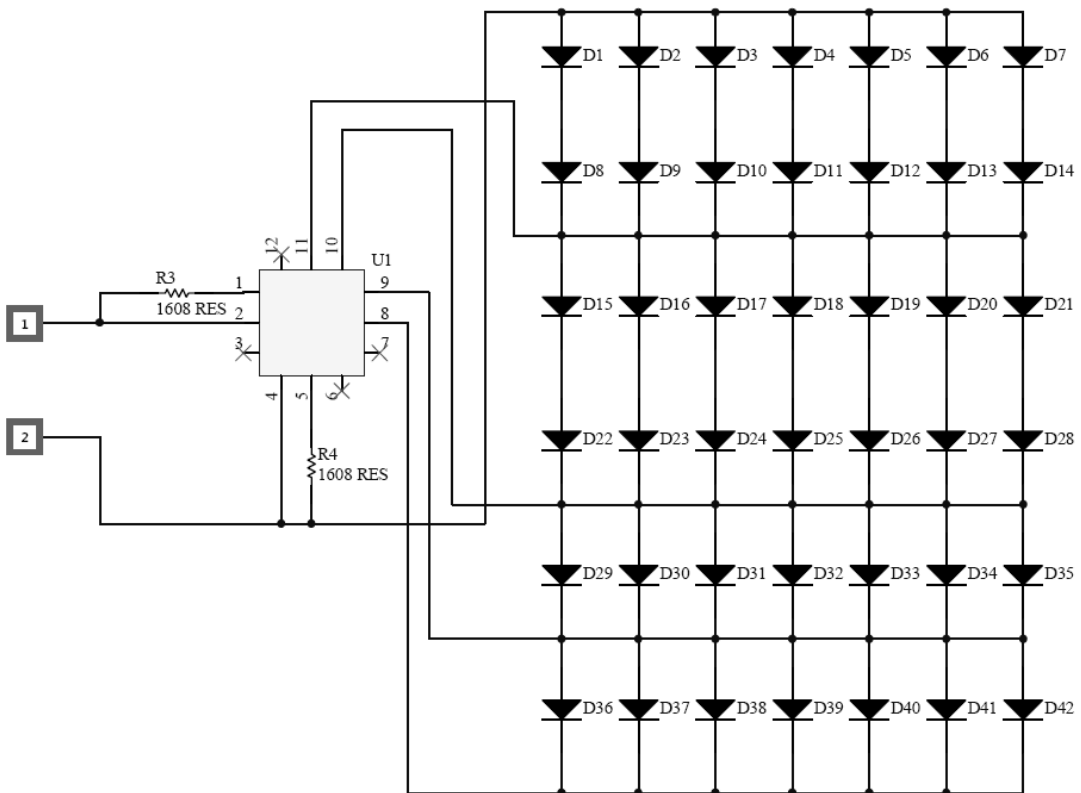 D1 D2 D3 D4 D5 D6 D7
D8 D9 D10 D11 D12 D13 D14
12 11 10
U1
R3
1608 RES
1 9
2 8
3 7
4 5 6
1
2
D15 D16 D17 D18 D19 D20 D21
D22 D23 D24 D25 D26 D27 D28
R4
1608 RES
D29 D30 D31 D32 D33 D34 D35
D36 D37 D38 D39 D40 D41 D42